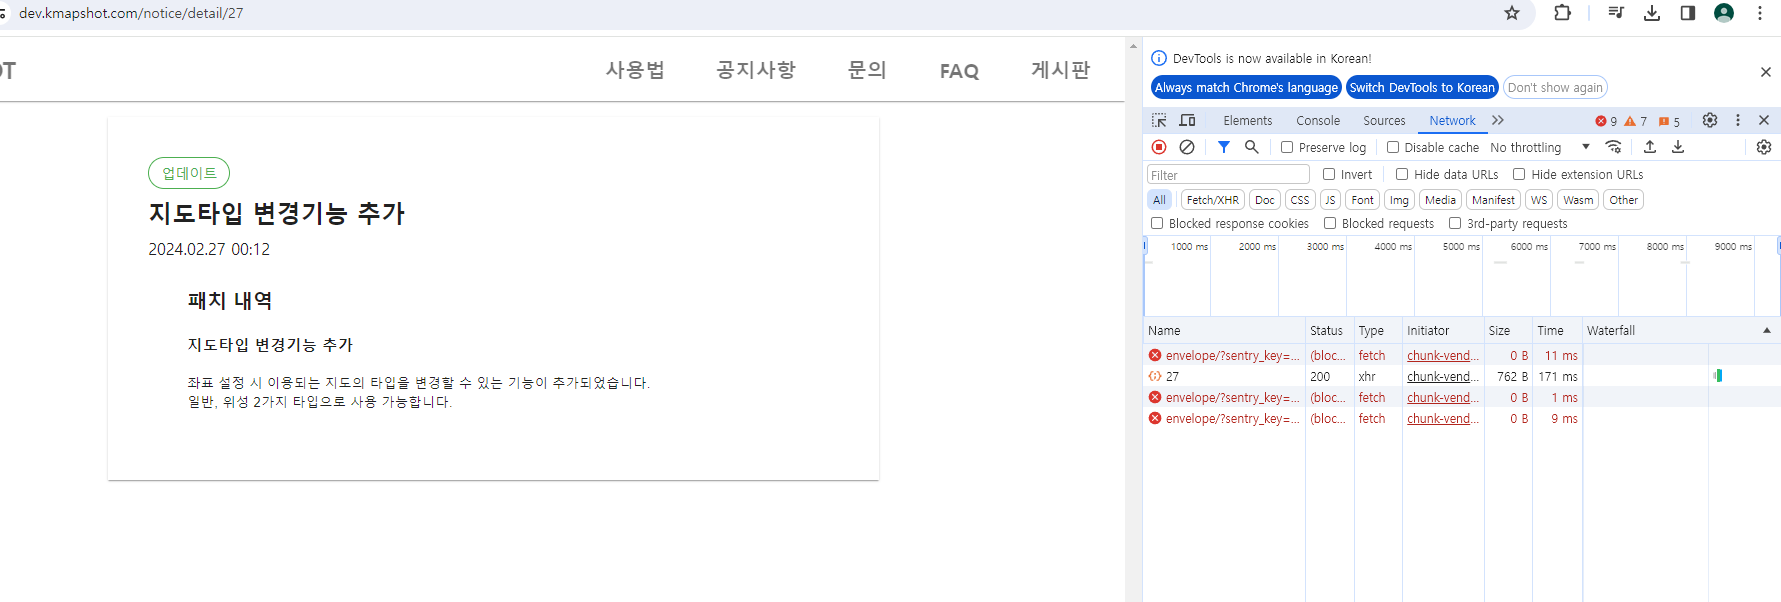 dev.kmapshot.com/notice/detail/27
OT
사용법 공지사항 문의 FAQ 게시판
업데이트
지도타입 변경기능 추가
2024.02.27 00:12
패치 내역
지도타입 변경기능 추가
좌표 설정 시 이용되는 지도의 타입을 변경할 수 있는 기능이 추가되었습니다.
일반, 위성 2가지 타입으로 사용 가능합니다.
DevTools is now available in Korean!
Always match Chrome's language Switch DevTools to Korean Don't show again
Elements Console Sources Network 9 7 5
Preserve log Disable cache No throttling
Filter Invert Hide data URLs Hide extension URLs
All Fetch/XHR Doc CSS JS Font Img Media Manifest WS Wasm Other
Blocked response cookies Blocked requests 3rd-party requests
1000 ms 2000 ms 3000 ms 4000 ms 5000 ms 6000 ms 7000 ms 8000 ms 9000 ms
Name Status Type Initiator Size Time Waterfall
envelope/?sentry_key=... (bloc... fetch chunk-vend... 0 B 11 ms
27 200 xhr chunk-vend... 762 B 171 ms
envelope/?sentry_key=... (bloc... fetch chunk-vend... 0 B 1 ms
envelope/?sentry_key=... (bloc... fetch chunk-vend... 0 B 9 ms